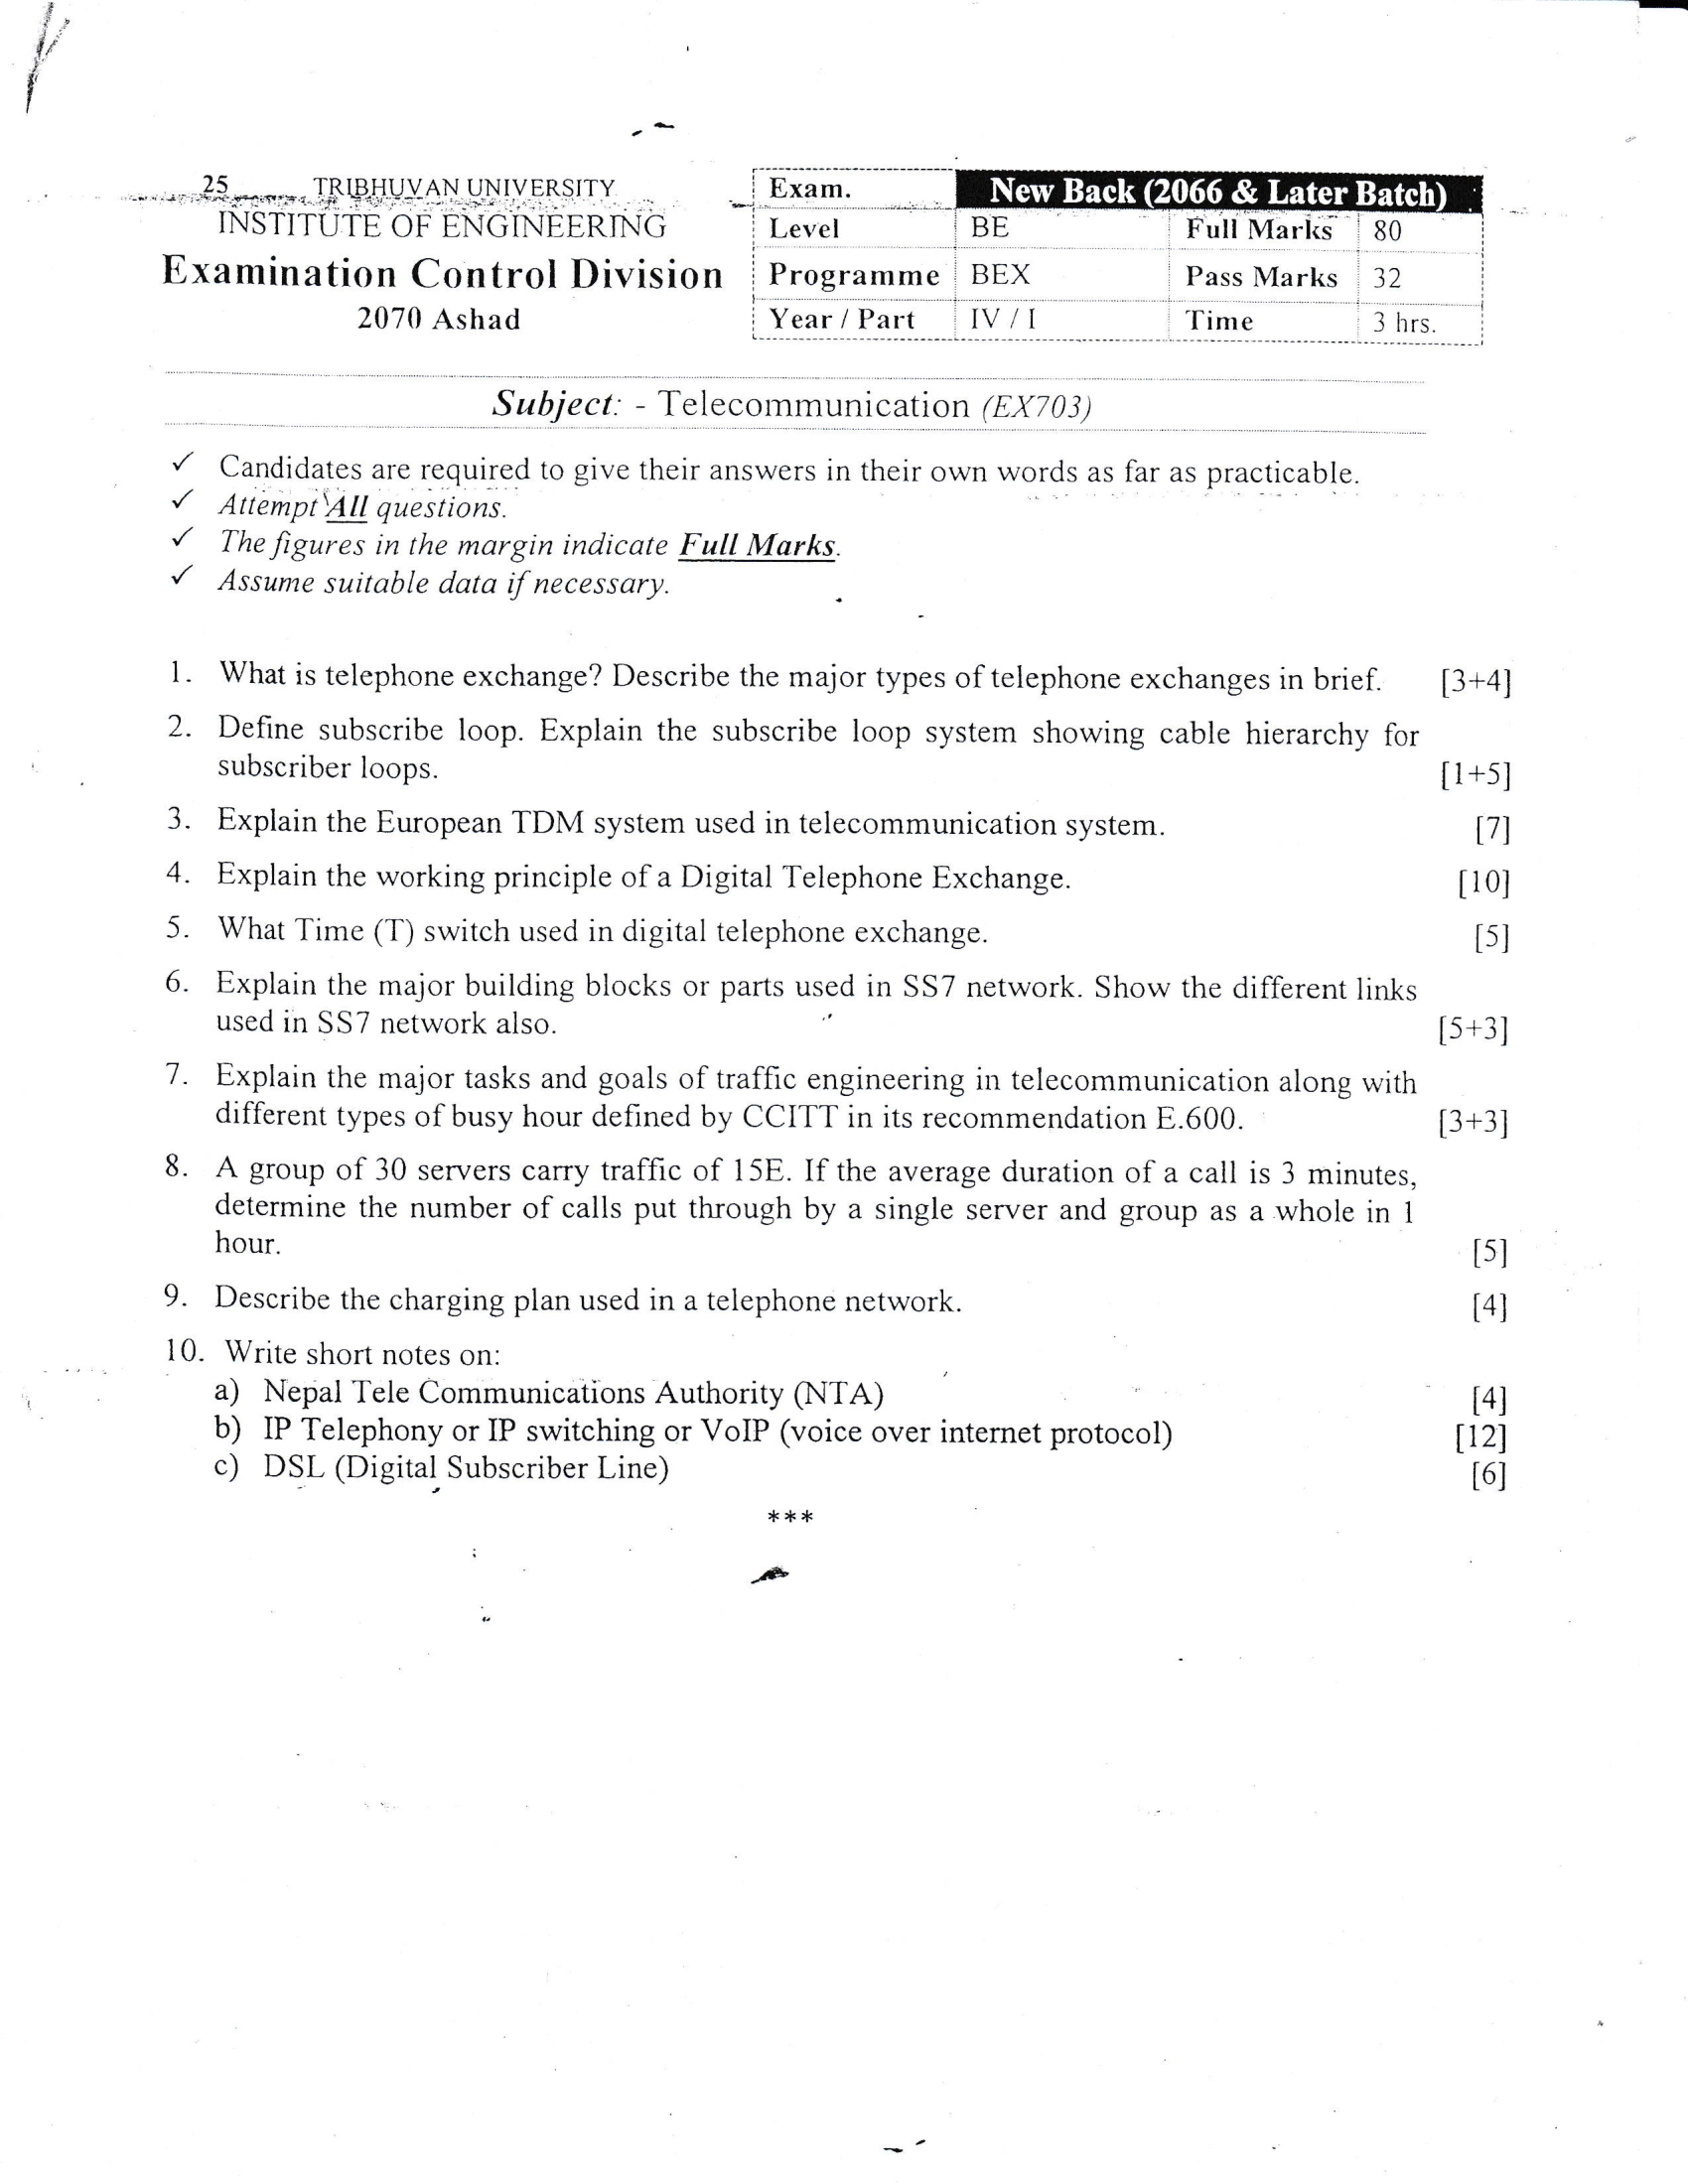 25 TRIBHUVAN UNIVERSITY
INSTITUTE OF ENGINEERING
Examination Control Division
2070 Ashad
Exam. New Back (2066 & Later Batch)
Level BE Full Marks 80
Programme BEX Pass Marks 32
Year / Part IV / I Time 3 hrs.
Subject: - Telecommunication (EX703)
✓ Candidates are required to give their answers in their own words as far as practicable.
✓ Attempt All questions.
✓ The figures in the margin indicate Full Marks.
✓ Assume suitable data if necessary.
1. What is telephone exchange? Describe the major types of telephone exchanges in brief. [3+4]
2. Define subscribe loop. Explain the subscribe loop system showing cable hierarchy for
subscriber loops. [1+5]
3. Explain the European TDM system used in telecommunication system. [7]
4. Explain the working principle of a Digital Telephone Exchange. [10]
5. What Time (T) switch used in digital telephone exchange. [5]
6. Explain the major building blocks or parts used in SS7 network. Show the different links
used in SS7 network also. [5+3]
7. Explain the major tasks and goals of traffic engineering in telecommunication along with
different types of busy hour defined by CCITT in its recommendation E.600. [3+3]
8. A group of 30 servers carry traffic of 15E. If the average duration of a call is 3 minutes,
determine the number of calls put through by a single server and group as a whole in 1
hour. [5]
9. Describe the charging plan used in a telephone network. [4]
10. Write short notes on:
a) Nepal Tele Communications Authority (NTA) [4]
b) IP Telephony or IP switching or VoIP (voice over internet protocol) [12]
c) DSL (Digital Subscriber Line) [6]
***